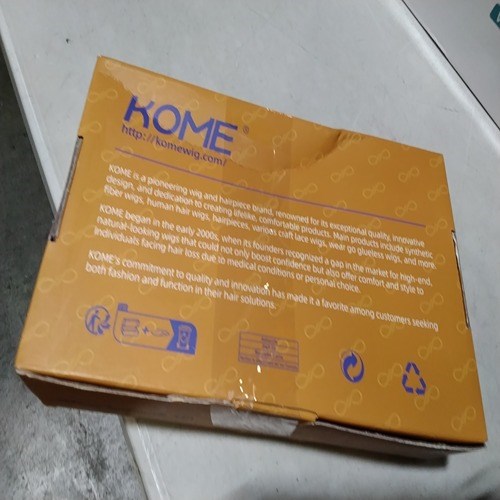 KOME
http://komewig.com/
KOME is a pioneering wig and hairpiece brand, renowned for its exceptional quality, innovative
design, and dedication to creating lifelike, comfortable products. Main products include synthetic
fiber wigs, human hair wigs, hairpieces, various craft lace wigs, wear go glueless wigs, and more.
KOME began in the early 2000s, when its founders recognized a gap in the market for high-end,
natural-looking wigs that could not only boost confidence but also offer comfort and style to
individuals facing hair loss due to medical conditions or personal choice.
KOME's commitment to quality and innovation has made it a favorite among customers seeking
both fashion and function in their hair solutions.